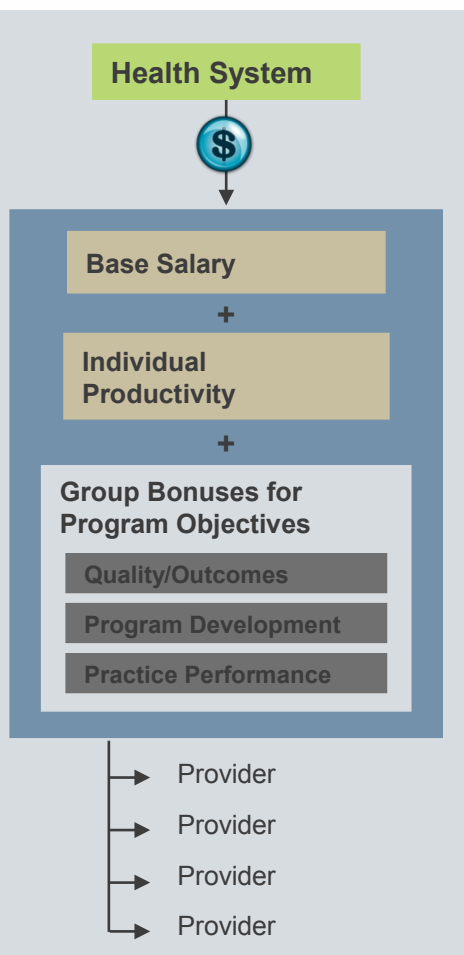 Health System
$
Base Salary
+
Individual
Productivity
+
Group Bonuses for
Program Objectives
Quality/Outcomes
Program Development
Practice Performance
Provider
Provider
Provider
Provider